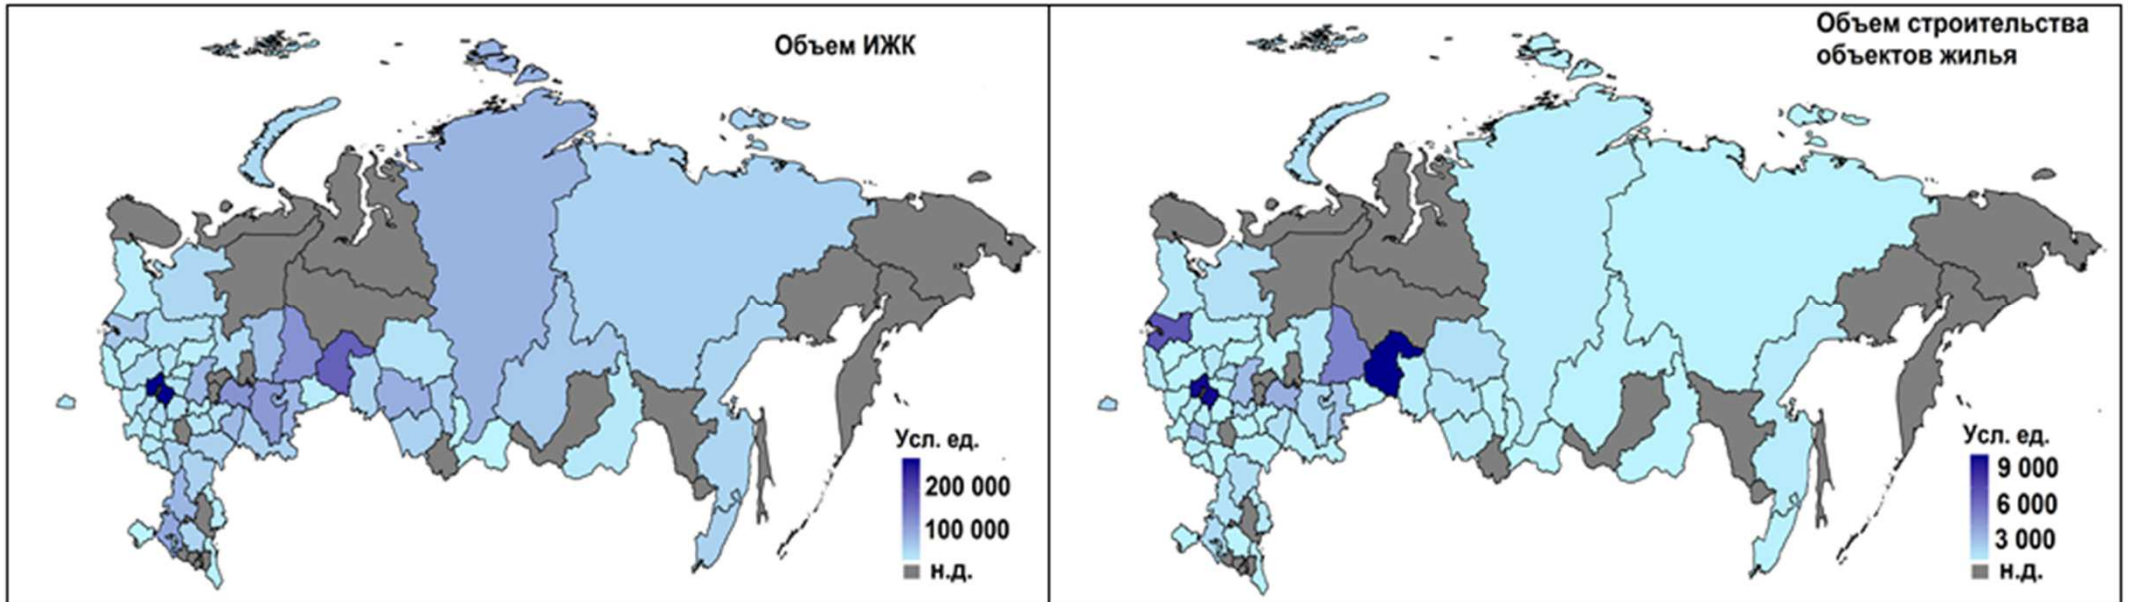 Объем ИЖК
Усл. ед.
200 000
100 000
н.д.
Объем строительства
объектов жилья
Усл. ед.
9 000
6 000
3 000
н.д.